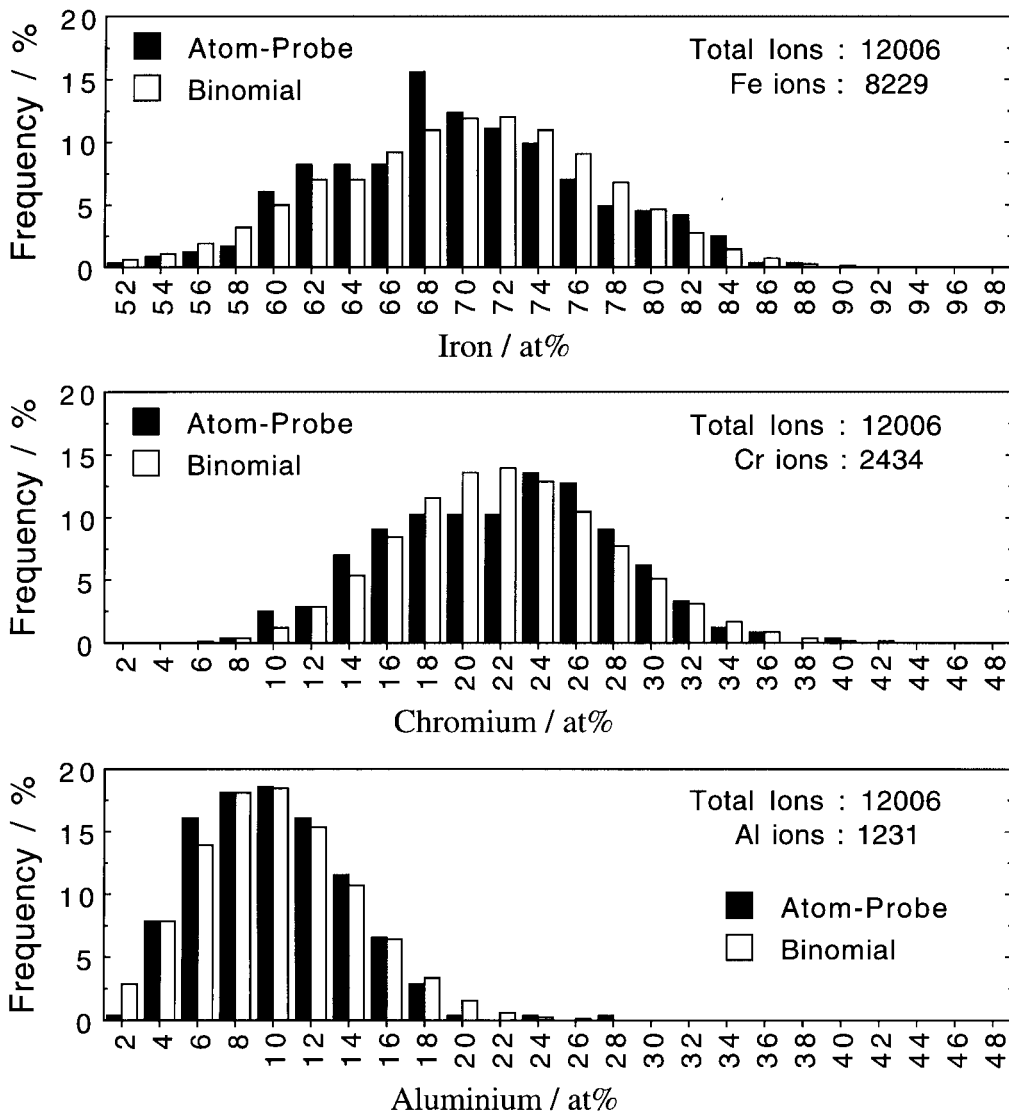 Frequency / %
20
15
10
5
0
Atom-Probe
Binomial
Total Ions : 12006
Fe ions : 8229
52 54 56 58 60 62 64 66 68 70 72 74 76 78 80 82 84 86 88 90 92 94 96 98
Iron / at%
Frequency / %
20
15
10
5
0
Atom-Probe
Binomial
Total Ions : 12006
Cr ions : 2434
2 4 6 8 10 12 14 16 18 20 22 24 26 28 30 32 34 36 38 40 42 44 46 48
Chromium / at%
Frequency / %
20
15
10
5
0
Total Ions : 12006
Al ions : 1231
Atom-Probe
Binomial
2 4 6 8 10 12 14 16 18 20 22 24 26 28 30 32 34 36 38 40 42 44 46 48
Aluminium / at%